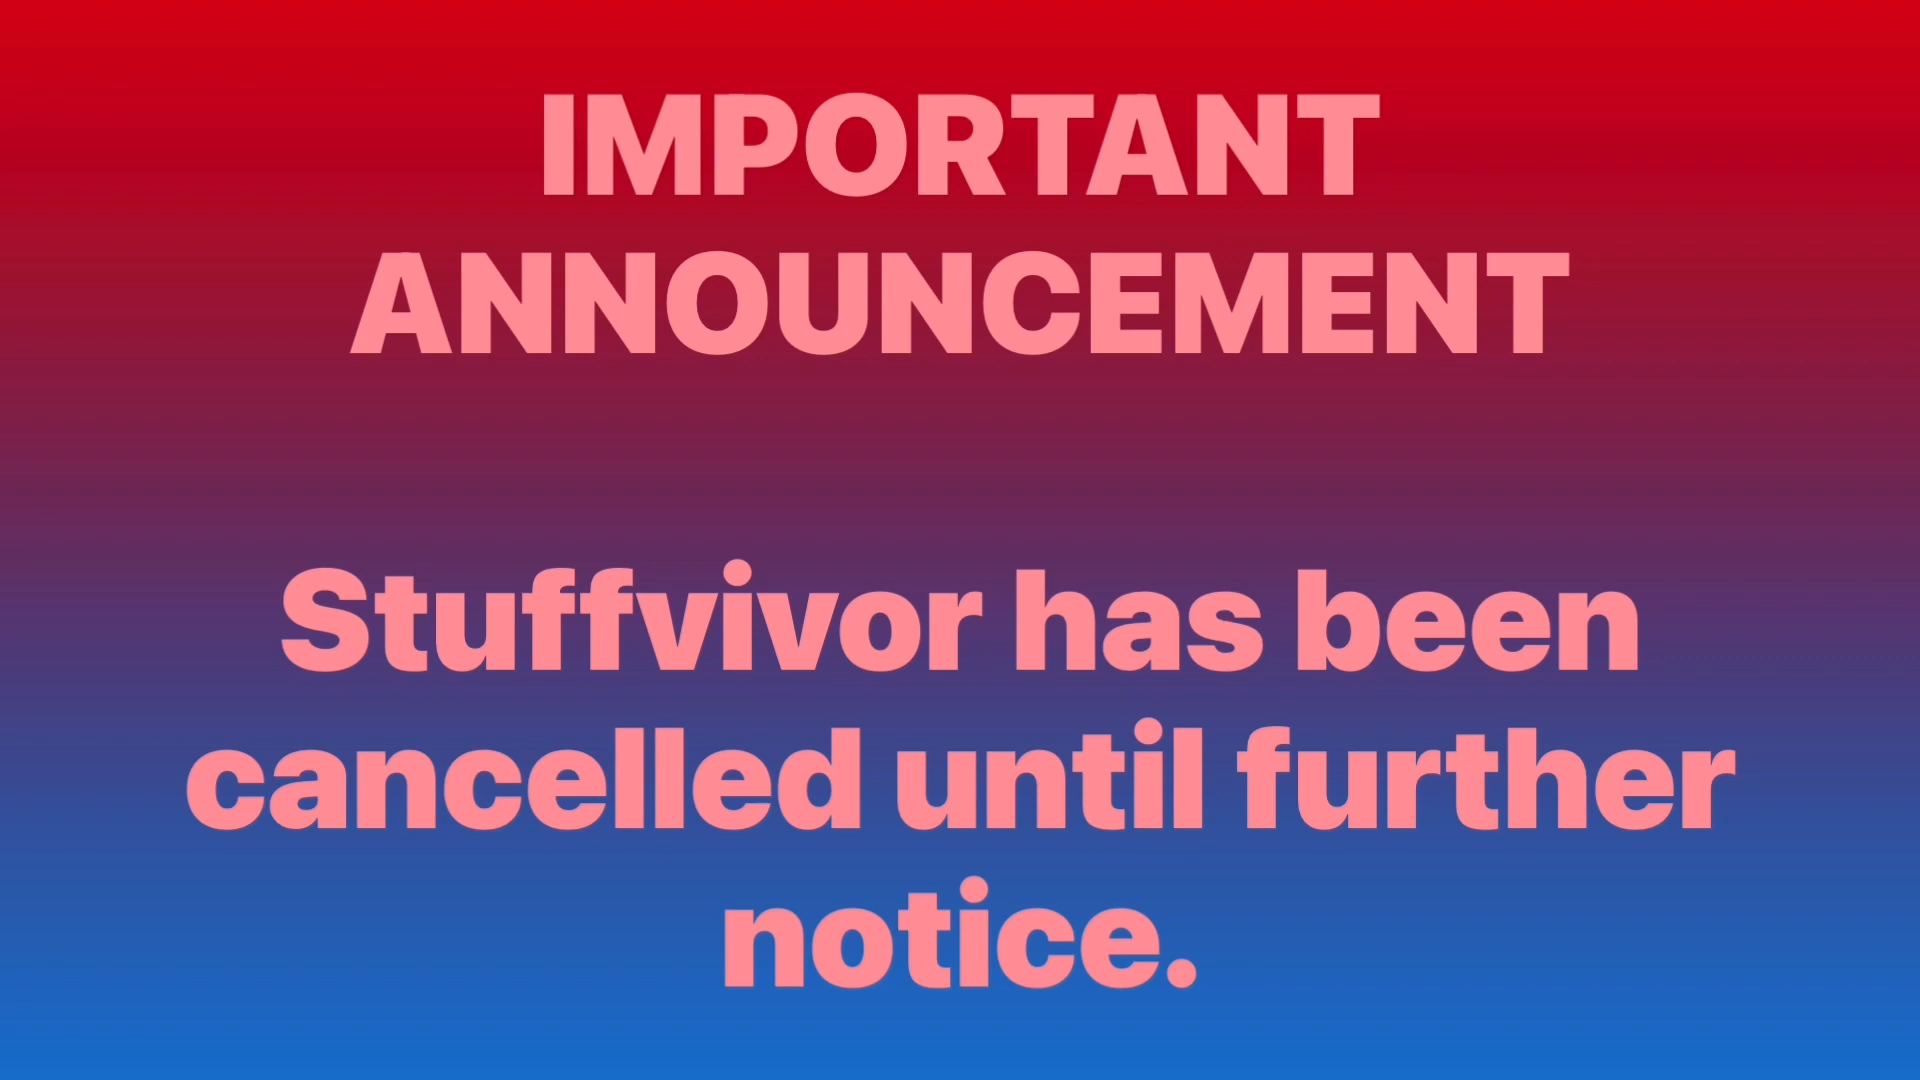 IMPORTANT
ANNOUNCEMENT
Stuffvivor has been
cancelled until further
notice.